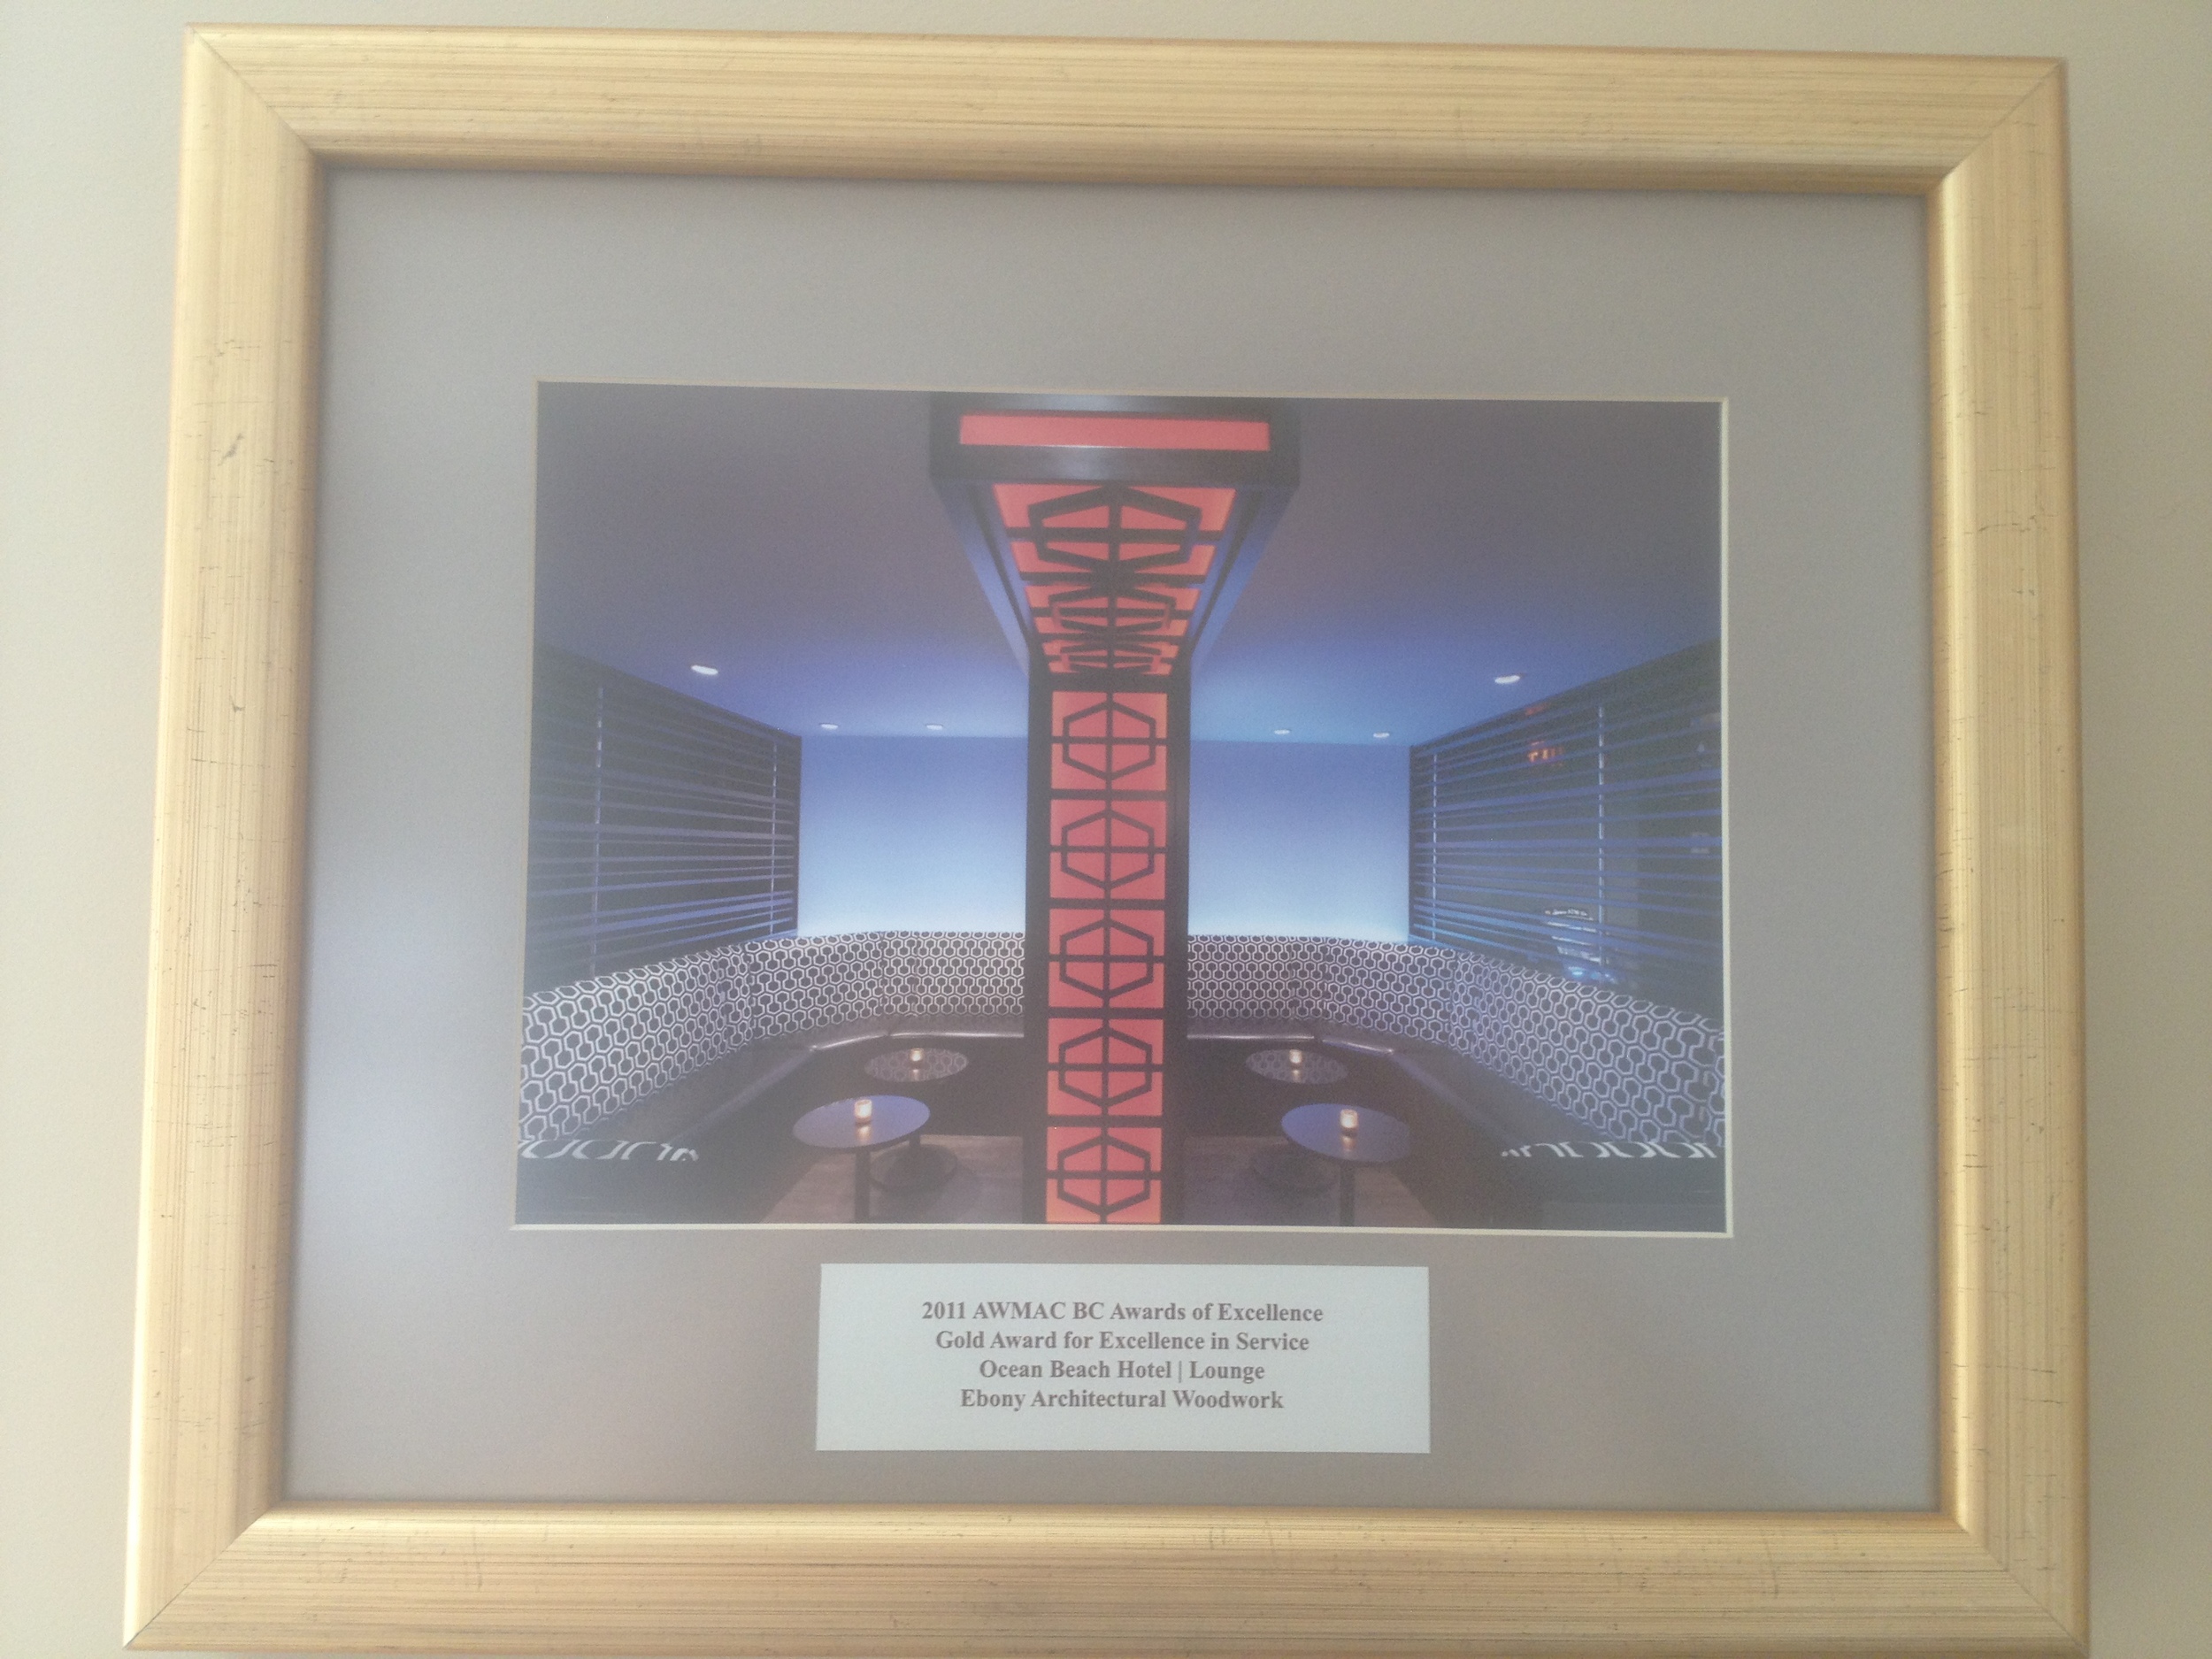 2011 AWMAC BC Awards of Excellence
Gold Award for Excellence in Service
Ocean Beach Hotel | Lounge
Ebony Architectural Woodwork